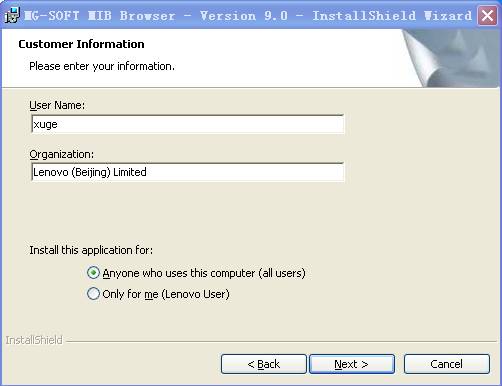 MG-SOFT MIB Browser - Version 9.0 - InstallShield Wizard
Customer Information
Please enter your information.
User Name:
xuge
Organization:
Lenovo (Beijing) Limited
Install this application for:
Anyone who uses this computer (all users)
Only for me (Lenovo User)
InstallShield
< Back
Next >
Cancel